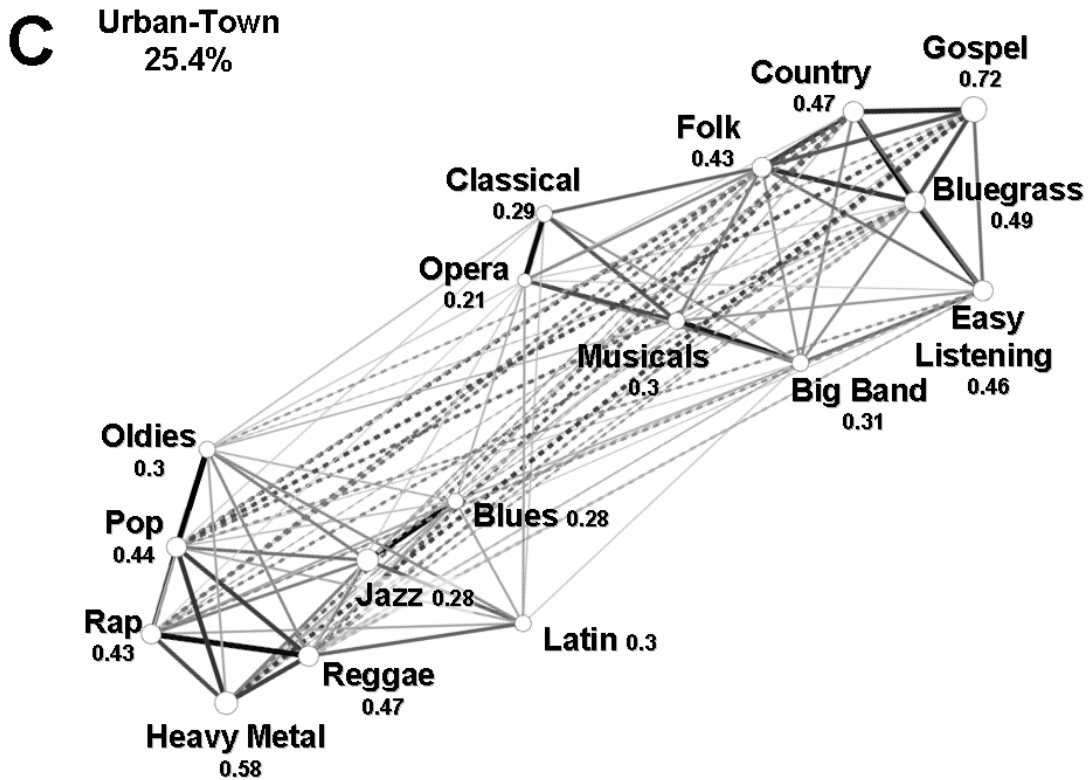 C
Urban-Town
25.4%
Gospel
0.72
Country
0.47
Folk
0.43
Classical
0.29
Bluegrass
0.49
Opera
0.21
Easy
Listening
0.46
Musicals
0.3
Big Band
0.31
Oldies
0.3
Blues 0.28
Pop
0.44
Jazz 0.28
Rap
0.43
Latin 0.3
Reggae
0.47
Heavy Metal
0.58